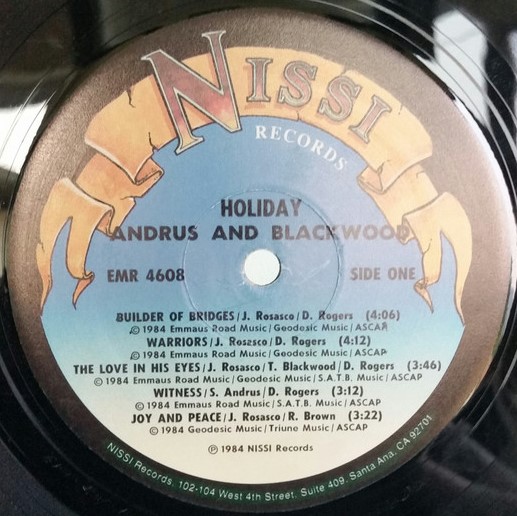 NISSI
RECORDS
HOLIDAY
ANDRUS AND BLACKWOOD
EMR 4608 SIDE ONE
BUILDER OF BRIDGES/J. Rosasco/D. Rogers (4:06)
© 1984 Emmaus Road Music/Geodesic Music/ASCAP
WARRIORS/J. Rosasco/D. Rogers (4:12)
© 1984 Emmaus Road Music/Geodesic Music/ASCAP
THE LOVE IN HIS EYES/J. Rosasco/T. Blackwood/D. Rogers (3:46)
© 1984 Emmaus Road Music/Geodesic Music/S.A.T.B. Music/ASCAP
WITNESS/S. Andrus/D. Rogers (3:12)
© 1984 Emmaus Road Music/S.A.T.B. Music/ASCAP
JOY AND PEACE/J. Rosasco/R. Brown (3:22)
© 1984 Geodesic Music/Triune Music/ASCAP
℗ 1984 NISSI Records
NISSI Records, 102-104 West 4th Street, Suite 409, Santa Ana, CA 92701